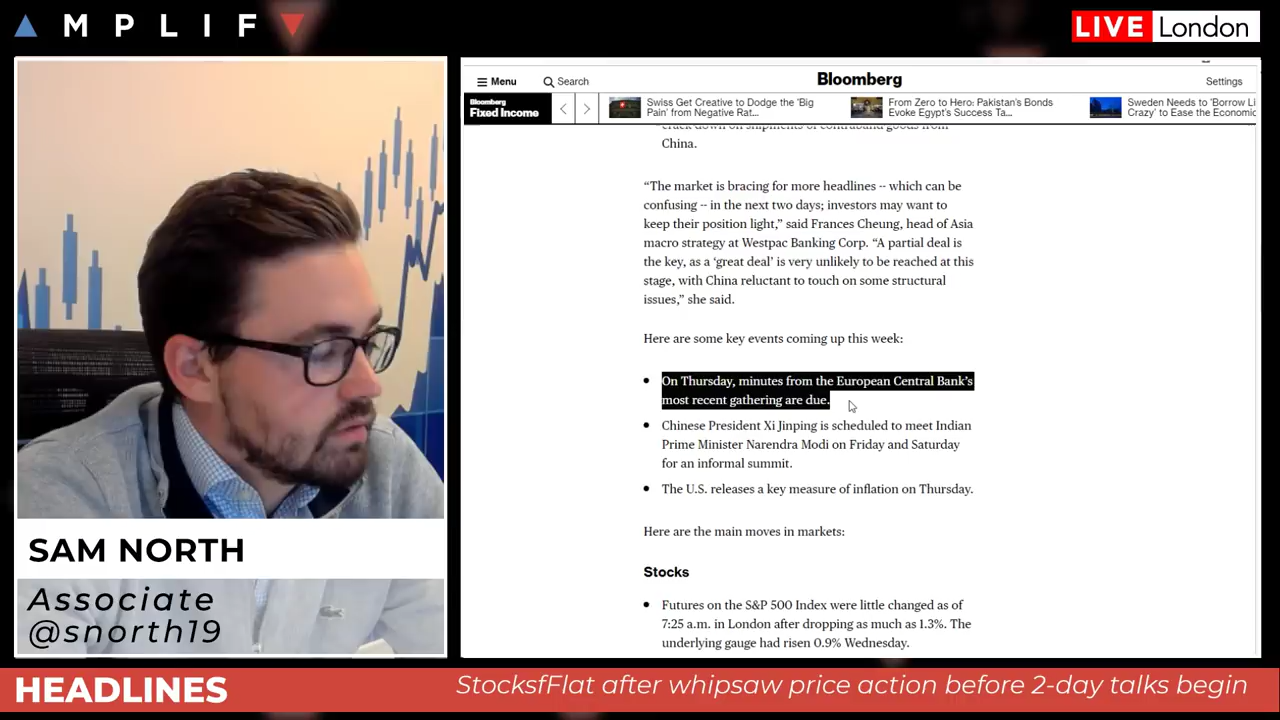 MPLIF
LIVE London
Menu
Search
Bloomberg
Settings
Bloomberg
Fixed Income
Swiss Get Creative to Dodge the 'Big
Pain' from Negative Rat...
From Zero to Hero: Pakistan's Bonds
Evoke Egypt's Success Ta...
Sweden Needs to 'Borrow Li
Crazy' to Ease the Economic
crack down on shipments of contraband goods from
China.
“The market is bracing for more headlines -- which can be
confusing -- in the next two days; investors may want to
keep their position light,” said Frances Cheung, head of Asia
macro strategy at Westpac Banking Corp. “A partial deal is
the key, as a ‘great deal’ is very unlikely to be reached at this
stage, with China reluctant to touch on some structural
issues,” she said.
Here are some key events coming up this week:
On Thursday, minutes from the European Central Bank’s
most recent gathering are due.
Chinese President Xi Jinping is scheduled to meet Indian
Prime Minister Narendra Modi on Friday and Saturday
for an informal summit.
The U.S. releases a key measure of inflation on Thursday.
Here are the main moves in markets:
Stocks
Futures on the S&P 500 Index were little changed as of
7:25 a.m. in London after dropping as much as 1.3%. The
underlying gauge had risen 0.9% Wednesday.
SAM NORTH
Associate
@snorth19
HEADLINES
StocksfFlat after whipsaw price action before 2-day talks begin